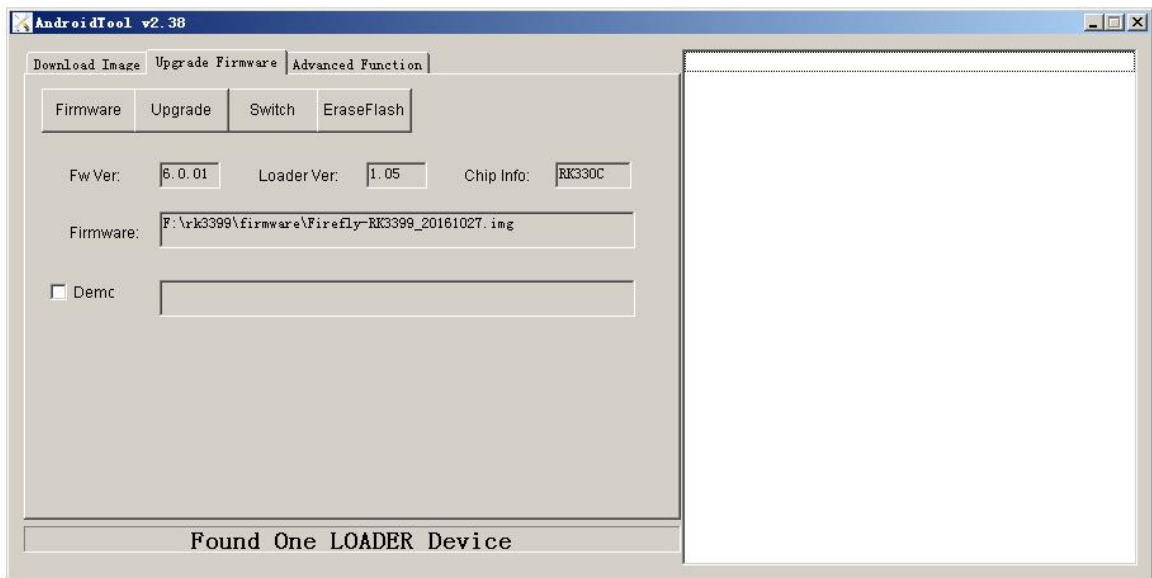 AndroidTool v2.38
Download Image Upgrade Firmware Advanced Function
Firmware Upgrade Switch EraseFlash
Fw Ver: 6.0.01 Loader Ver: 1.05 Chip Info: RK330C
Firmware: F:\rk3399\firmware\Firefly-RK3399_20161027.img
Demc
Found One LOADER Device